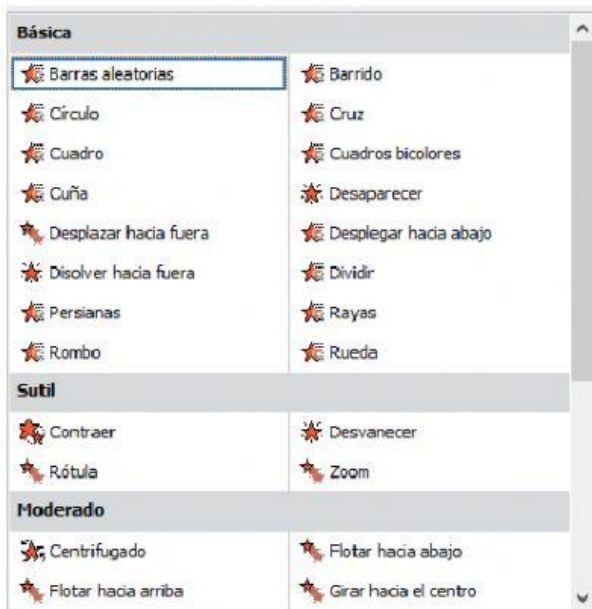 Básica
Barras aleatorias
Barrido
Círculo
Cruz
Cuadro
Cuadros bicolores
Cuña
Desaparecer
Desplazar hacia fuera
Desplegar hacia abajo
Disolver hacia fuera
Dividir
Persianas
Rayas
Rombo
Rueda
Sutil
Contraer
Desvanecer
Rótula
Zoom
Moderado
Centrifugado
Flotar hacia abajo
Flotar hacia arriba
Girar hacia el centro